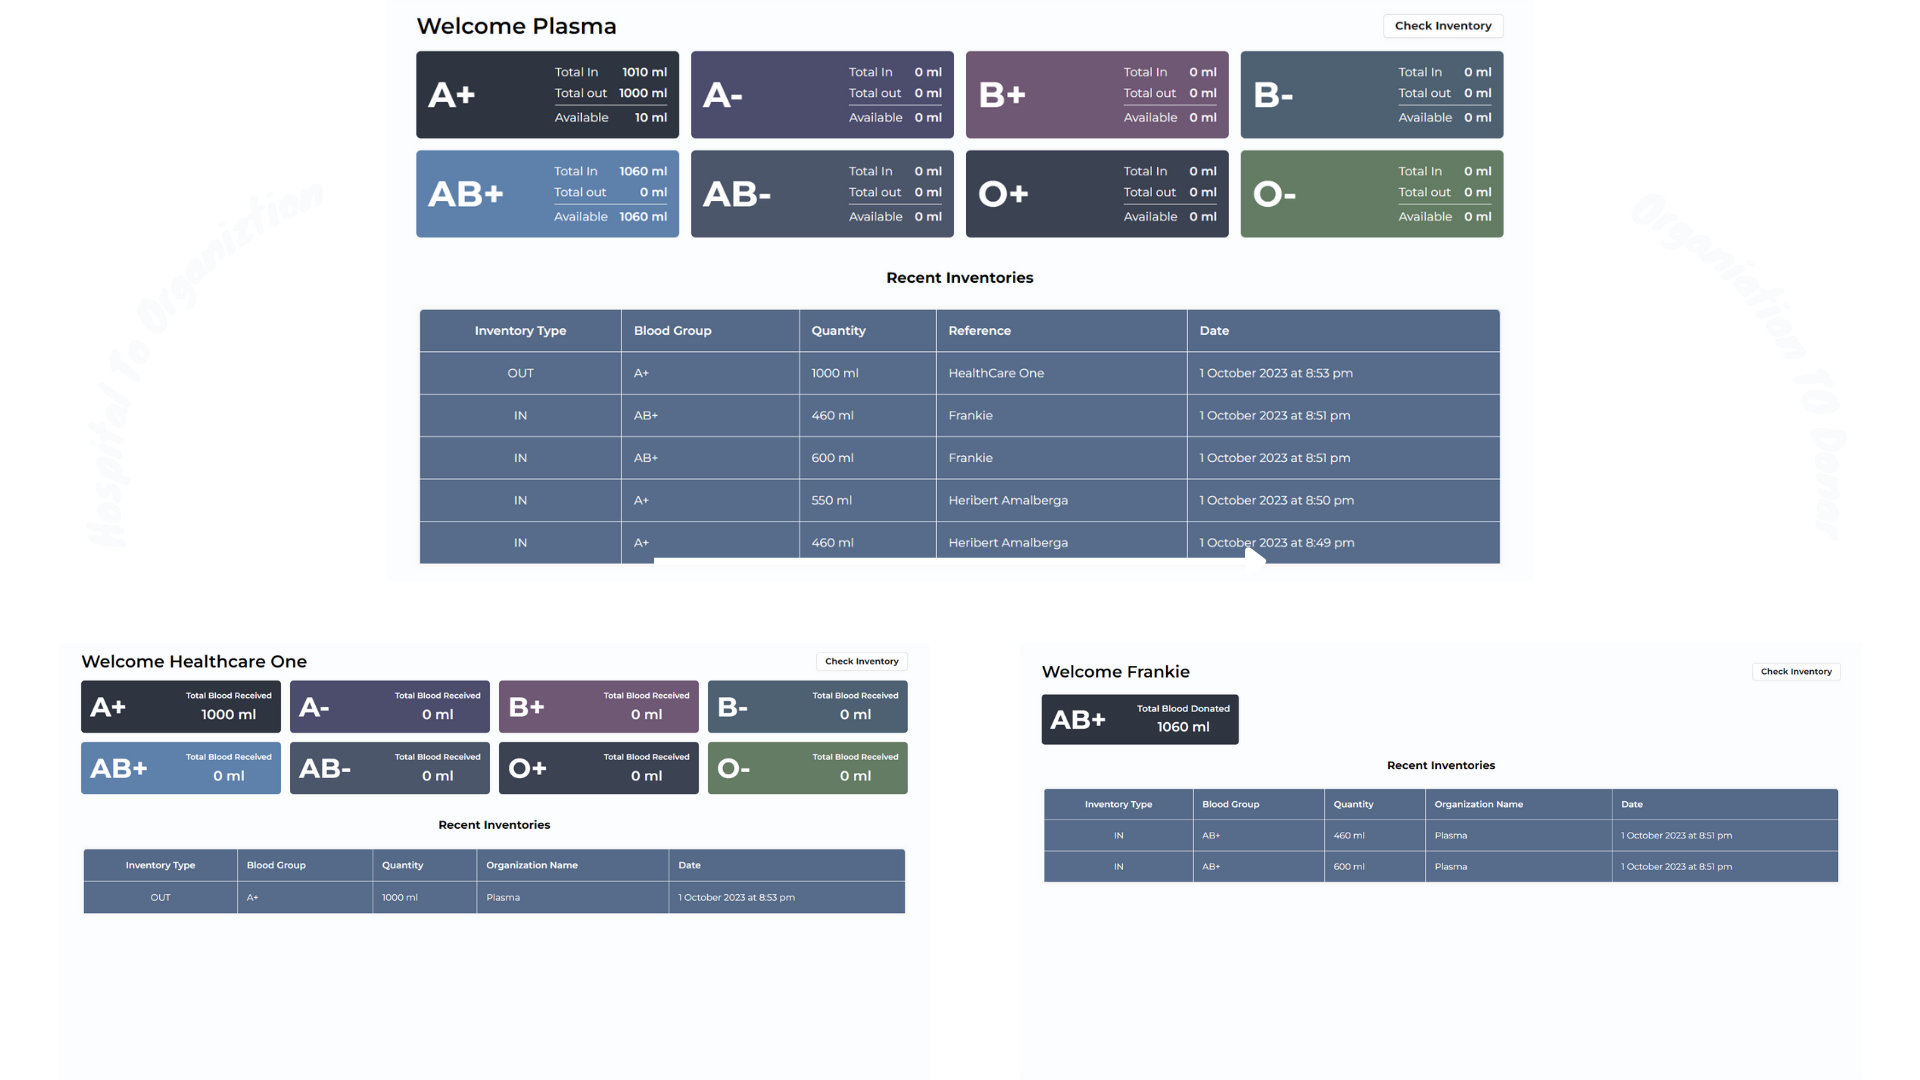 Welcome Plasma
Check Inventory
A+
Total In 1010 ml
Total out 1000 ml
Available 10 ml
A-
Total In 0 ml
Total out 0 ml
Available 0 ml
B+
Total In 0 ml
Total out 0 ml
Available 0 ml
B-
Total In 0 ml
Total out 0 ml
Available 0 ml
AB+
Total In 1060 ml
Total out 0 ml
Available 1060 ml
AB-
Total In 0 ml
Total out 0 ml
Available 0 ml
O+
Total In 0 ml
Total out 0 ml
Available 0 ml
O-
Total In 0 ml
Total out 0 ml
Available 0 ml
Hospital To Organiztion
Organistion TO Donar
Recent Inventories
Inventory Type Blood Group Quantity Reference Date
OUT A+ 1000 ml HealthCare One 1 October 2023 at 8:53 pm
IN AB+ 460 ml Frankie 1 October 2023 at 8:51 pm
IN AB+ 600 ml Frankie 1 October 2023 at 8:51 pm
IN A+ 550 ml Heribert Amalberga 1 October 2023 at 8:50 pm
IN A+ 460 ml Heribert Amalberga 1 October 2023 at 8:49 pm
Welcome Healthcare One
Check Inventory
A+
Total Blood Received
1000 ml
A-
Total Blood Received
0 ml
B+
Total Blood Received
0 ml
B-
Total Blood Received
0 ml
AB+
Total Blood Received
0 ml
AB-
Total Blood Received
0 ml
O+
Total Blood Received
0 ml
O-
Total Blood Received
0 ml
Recent Inventories
Inventory Type Blood Group Quantity Organization Name Date
OUT A+ 1000 ml Plasma 1 October 2023 at 8:53 pm
Welcome Frankie
Check Inventory
AB+
Total Blood Donated
1060 ml
Recent Inventories
Inventory Type Blood Group Quantity Organization Name Date
IN AB+ 460 ml Plasma 1 October 2023 at 8:51 pm
IN AB+ 600 ml Plasma 1 October 2023 at 8:51 pm